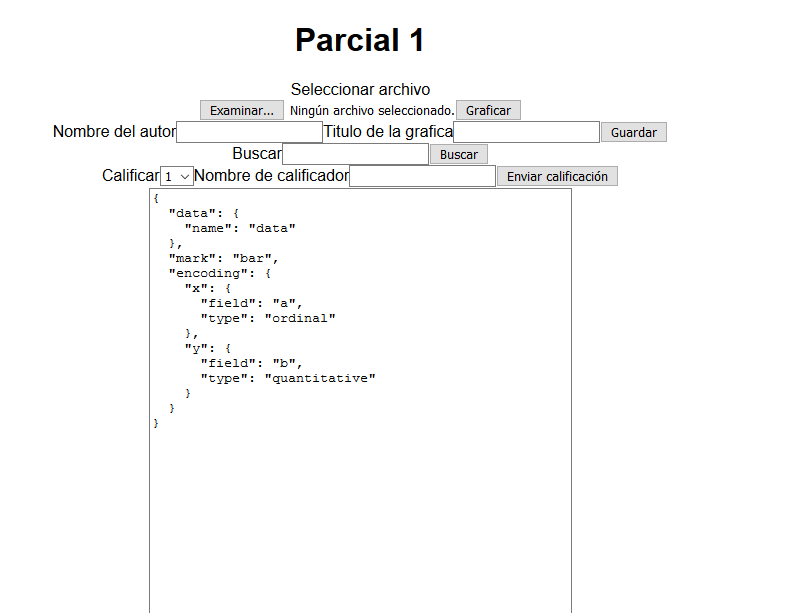 Parcial 1
Seleccionar archivo
Examinar... Ningún archivo seleccionado. Graficar
Nombre del autor Titulo de la grafica Guardar
Buscar Buscar
Calificar 1 Nombre de calificador Enviar calificación
{
  "data": {
    "name": "data"
  },
  "mark": "bar",
  "encoding": {
    "x": {
      "field": "a",
      "type": "ordinal"
    },
    "y": {
      "field": "b",
      "type": "quantitative"
    }
  }
}